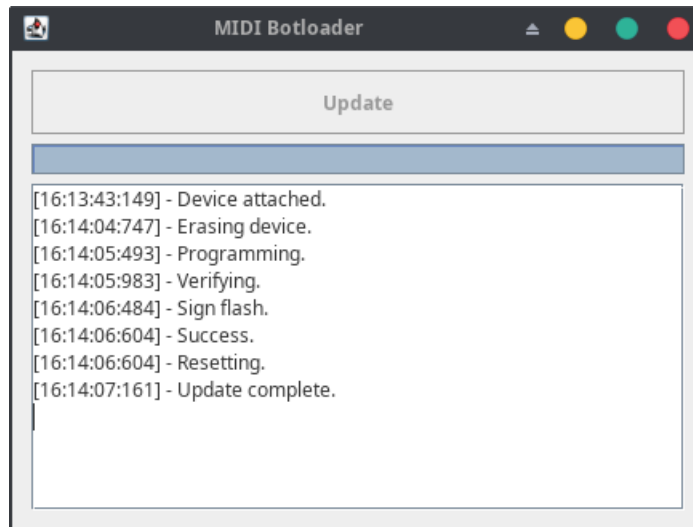 MIDI Botloader
Update
[16:13:43:149] - Device attached.
[16:14:04:747] - Erasing device.
[16:14:05:493] - Programming.
[16:14:05:983] - Verifying.
[16:14:06:484] - Sign flash.
[16:14:06:604] - Success.
[16:14:06:604] - Resetting.
[16:14:07:161] - Update complete.